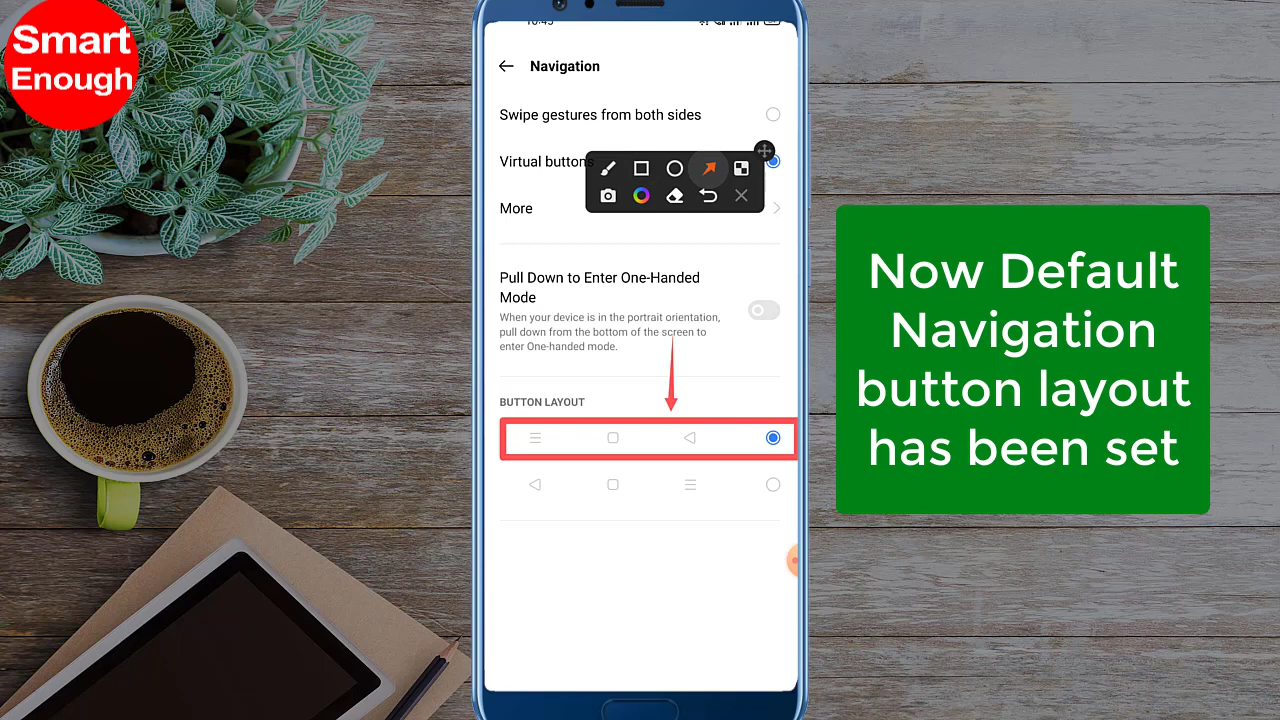 Smart
Enough
Navigation
Swipe gestures from both sides
Virtual buttons
More
Pull Down to Enter One-Handed
Mode
When your device is in the portrait orientation,
pull down from the bottom of the screen to
enter One-handed mode.
BUTTON LAYOUT
Now Default
Navigation
button layout
has been set